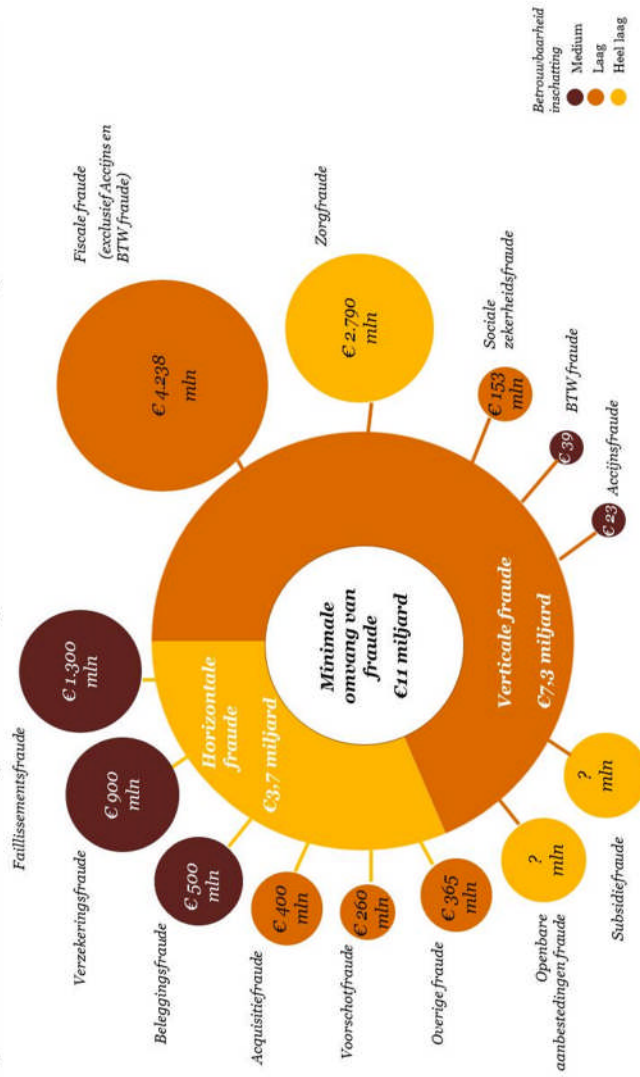 Fiscale fraude
(exclusief Accijns en
BTW fraude)
€ 4.238
mln
Zorgfraude
€ 2.790
mln
Sociale
zekerheidsfraude
€ 153
mln
BTW fraude
€ 39
Accijnsfraude
€ 23
Verticale fraude
€7,3 miljard
Minimale
omvang van
fraude
€11 miljard
Horizontale
fraude
€3,7 miljard
Faillissementsfraude
€ 1.300
mln
Verzekeringsfraude
€ 900
mln
Beleggingsfraude
€ 500
mln
Acquisitiefraude
€ 400
mln
Voorschotfraude
€ 260
mln
Overige fraude
€ 365
mln
Openbare
aanbestedingen fraude
?
mln
Subsidiefraude
?
mln
Betrouwbaarheid
inschatting
Medium
Laag
Heel laag